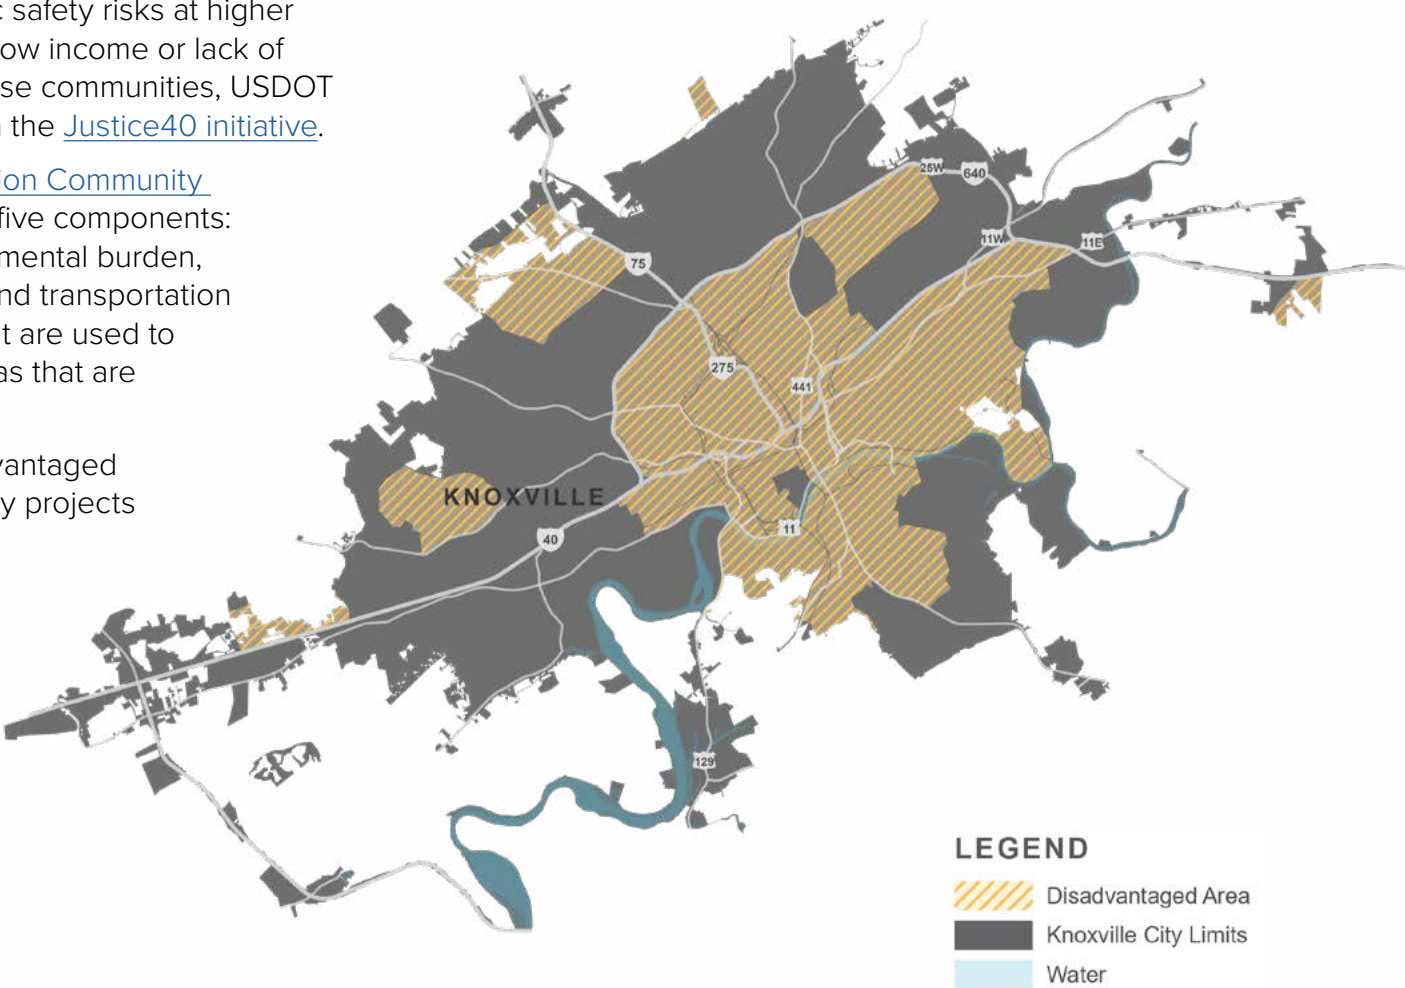 safety risks at higher
ow income or lack of
se communities, USDOT
the Justice40 initiative.
ion Community
five components:
mental burden,
nd transportation
t are used to
as that are
vantaged
y projects
25W
640
11W
11E
75
275
441
KNOXVILLE
40
11
129
LEGEND
Disadvantaged Area
Knoxville City Limits
Water